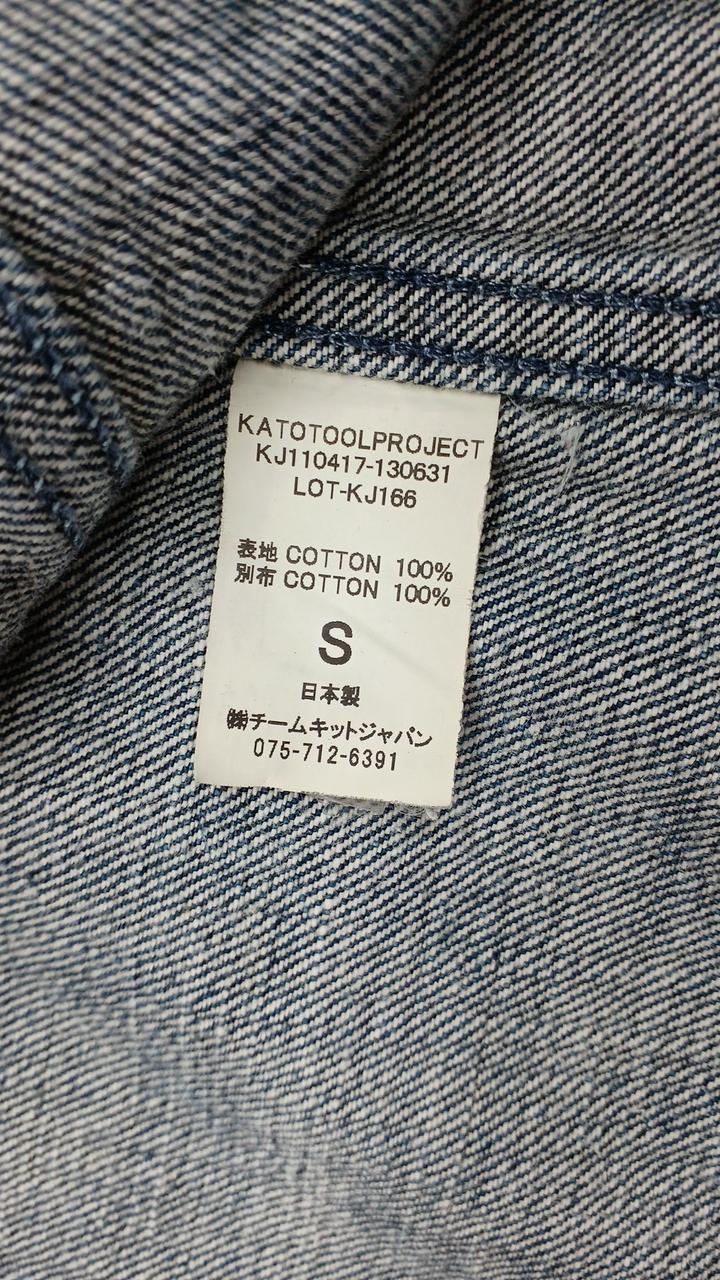 KATOTOOLPROJECT
KJ110417-130631
LOT-KJ166
表地 COTTON 100%
別布 COTTON 100%
S
日本製
㈱チームキットジャパン
075-712-6391